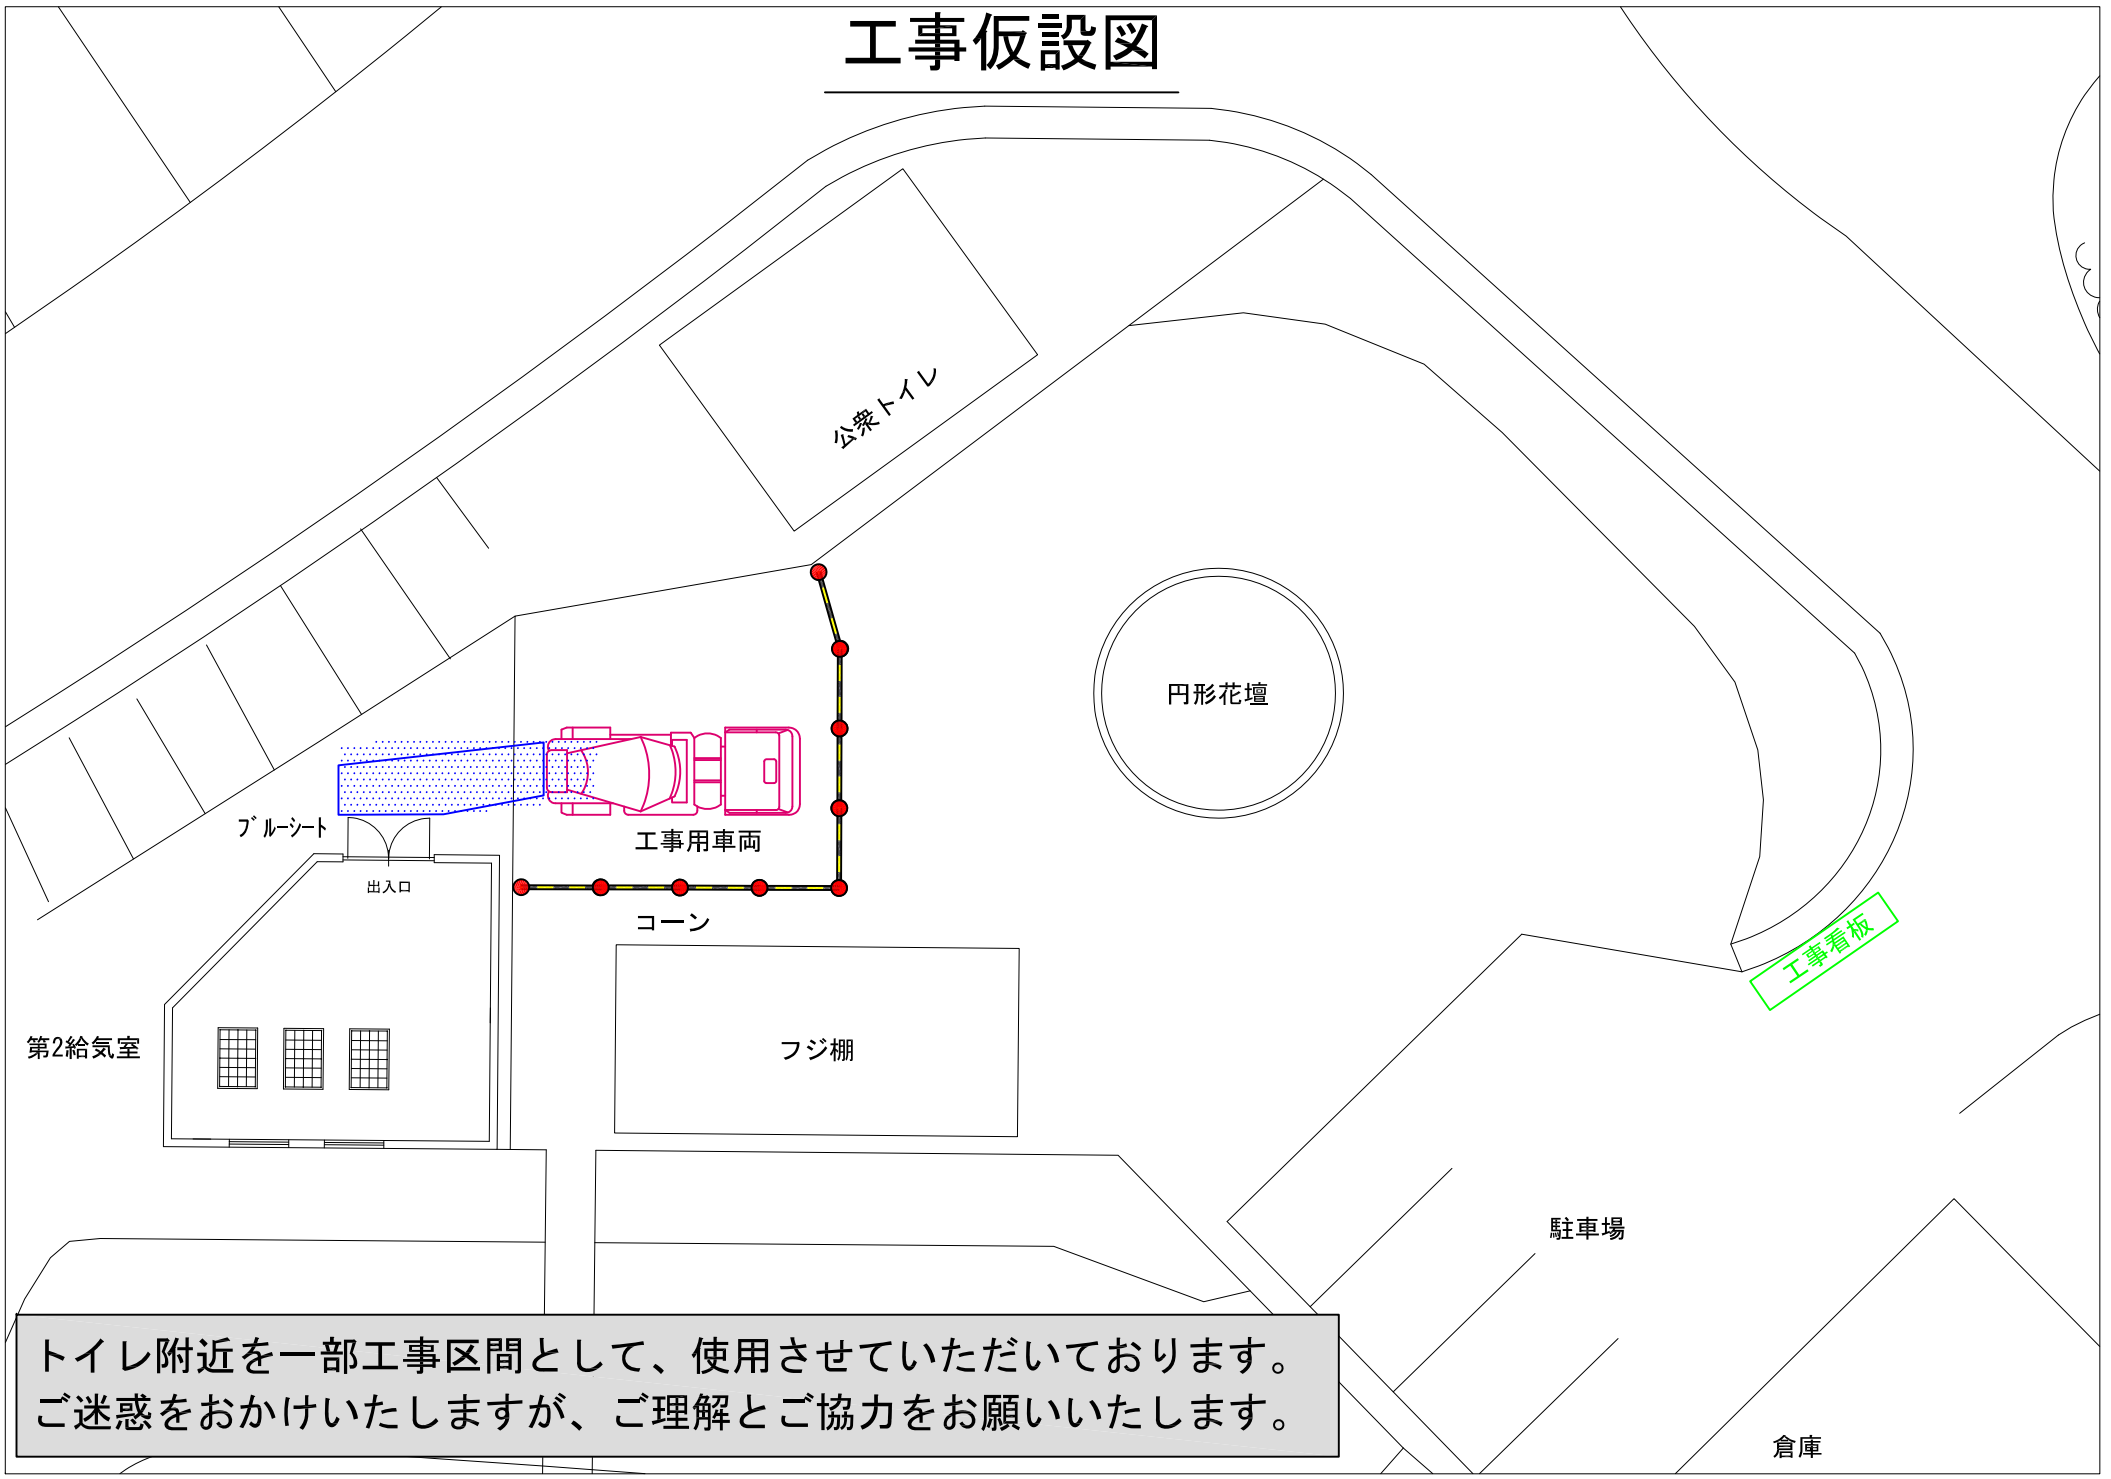 工事仮設図
公衆トイレ
円形花壇
ブルーシート
工事用車両
出入口
コーン
工事看板
第2給気室
フジ棚
駐車場
トイレ附近を一部工事区間として、使用させていただいております。
ご迷惑をおかけいたしますが、ご理解とご協力をお願いいたします。
倉庫